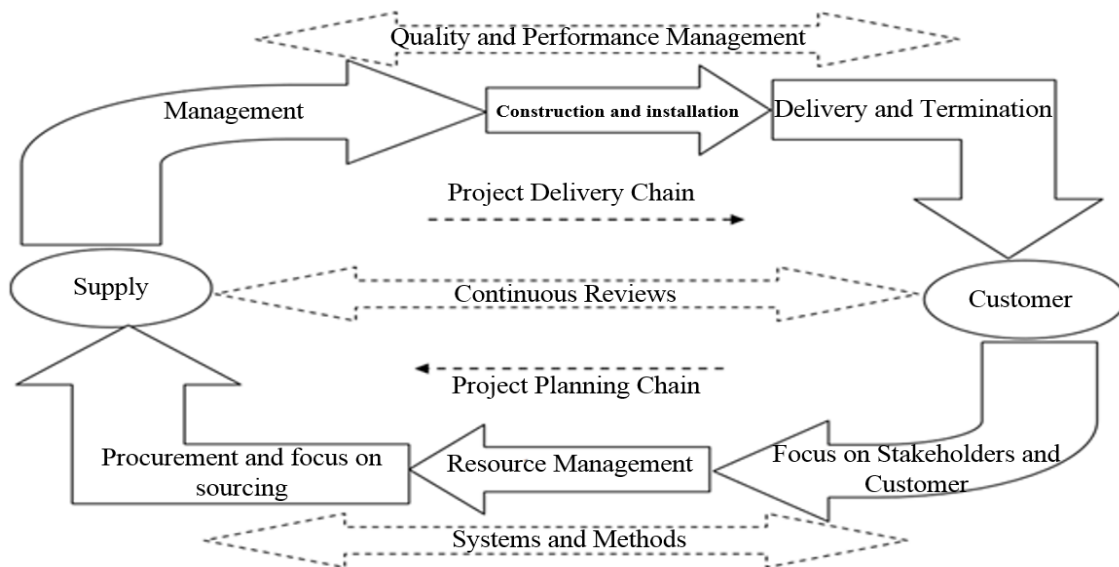 Quality and Performance Management
Management
Construction and installation
Delivery and Termination
Project Delivery Chain
Supply
Continuous Reviews
Customer
Project Planning Chain
Procurement and focus on
sourcing
Resource Management
Focus on Stakeholders and
Customer
Systems and Methods